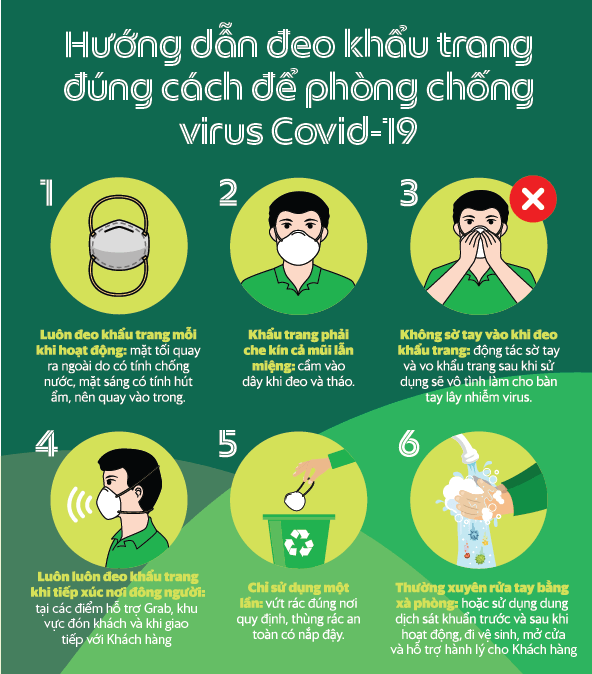 Hướng dẫn đeo khẩu trang
đúng cách để phòng chống
virus Covid-19
1
Luôn đeo khẩu trang mỗi
khi hoạt động: mặt tối quay
ra ngoài do có tính chống
nước, mặt sáng có tính hút
ẩm, nên quay vào trong.
2
Khẩu trang phải
che kín cả mũi lẫn
miệng: cầm vào
dây khi đeo và tháo.
3
Không sờ tay vào khi đeo
khẩu trang: động tác sờ tay
và vo khẩu trang sau khi sử
dụng sẽ vô tình làm cho bàn
tay lây nhiễm virus.
4
Luôn luôn đeo khẩu trang
khi tiếp xúc nơi đông người:
tại các điểm hỗ trợ Grab, khu
vực đón khách và khi giao
tiếp với Khách hàng
5
Chỉ sử dụng một
lần: vứt rác đúng nơi
quy định, thùng rác an
toàn có nắp đậy.
6
Thường xuyên rửa tay bằng
xà phòng: hoặc sử dụng dung
dịch sát khuẩn trước và sau khi
hoạt động, đi vệ sinh, mở cửa
và hỗ trợ hành lý cho Khách hàng